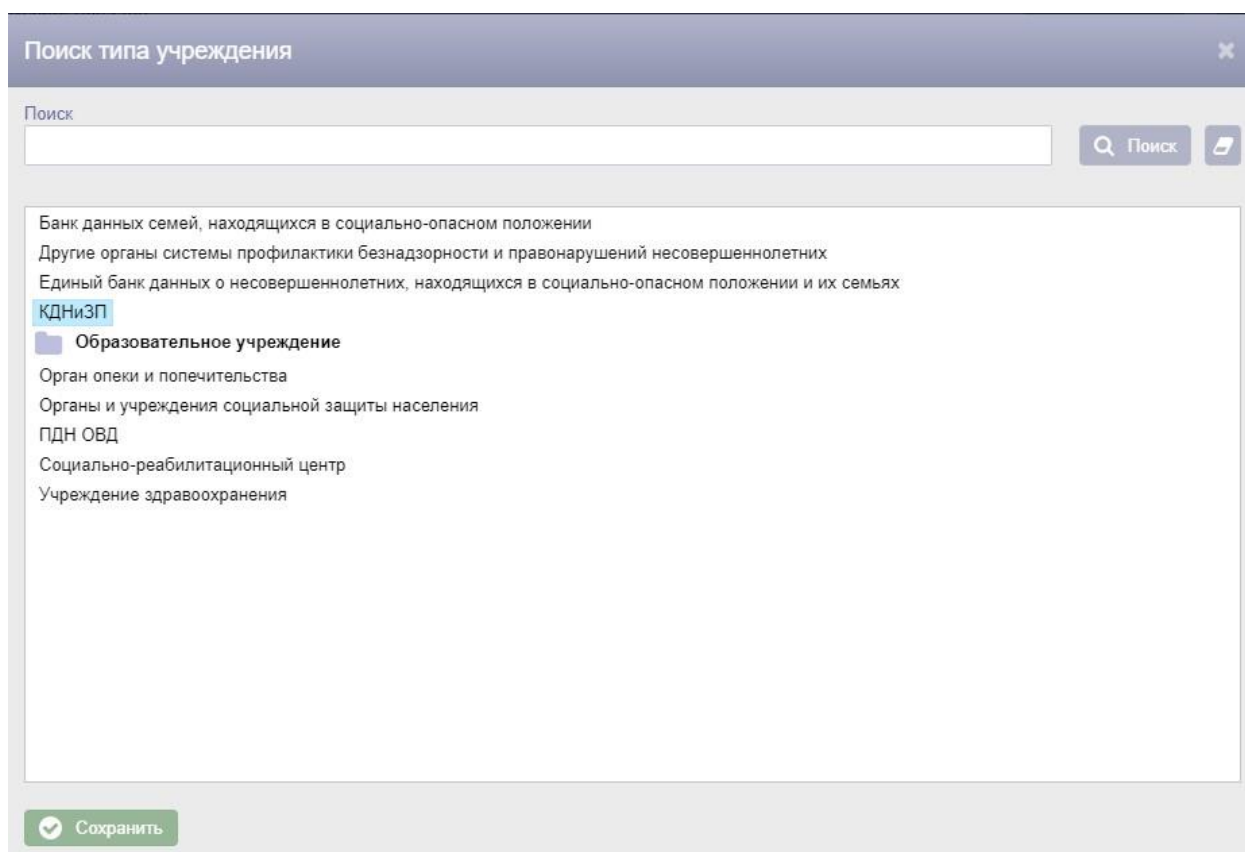 Поиск типа учреждения
Поиск
Поиск
Банк данных семей, находящихся в социально-опасном положении
Другие органы системы профилактики безнадзорности и правонарушений несовершеннолетних
Единый банк данных о несовершеннолетних, находящихся в социально-опасном положении и их семьях
КДНиЗП
Образовательное учреждение
Орган опеки и попечительства
Органы и учреждения социальной защиты населения
ПДН ОВД
Социально-реабилитационный центр
Учреждение здравоохранения
Сохранить